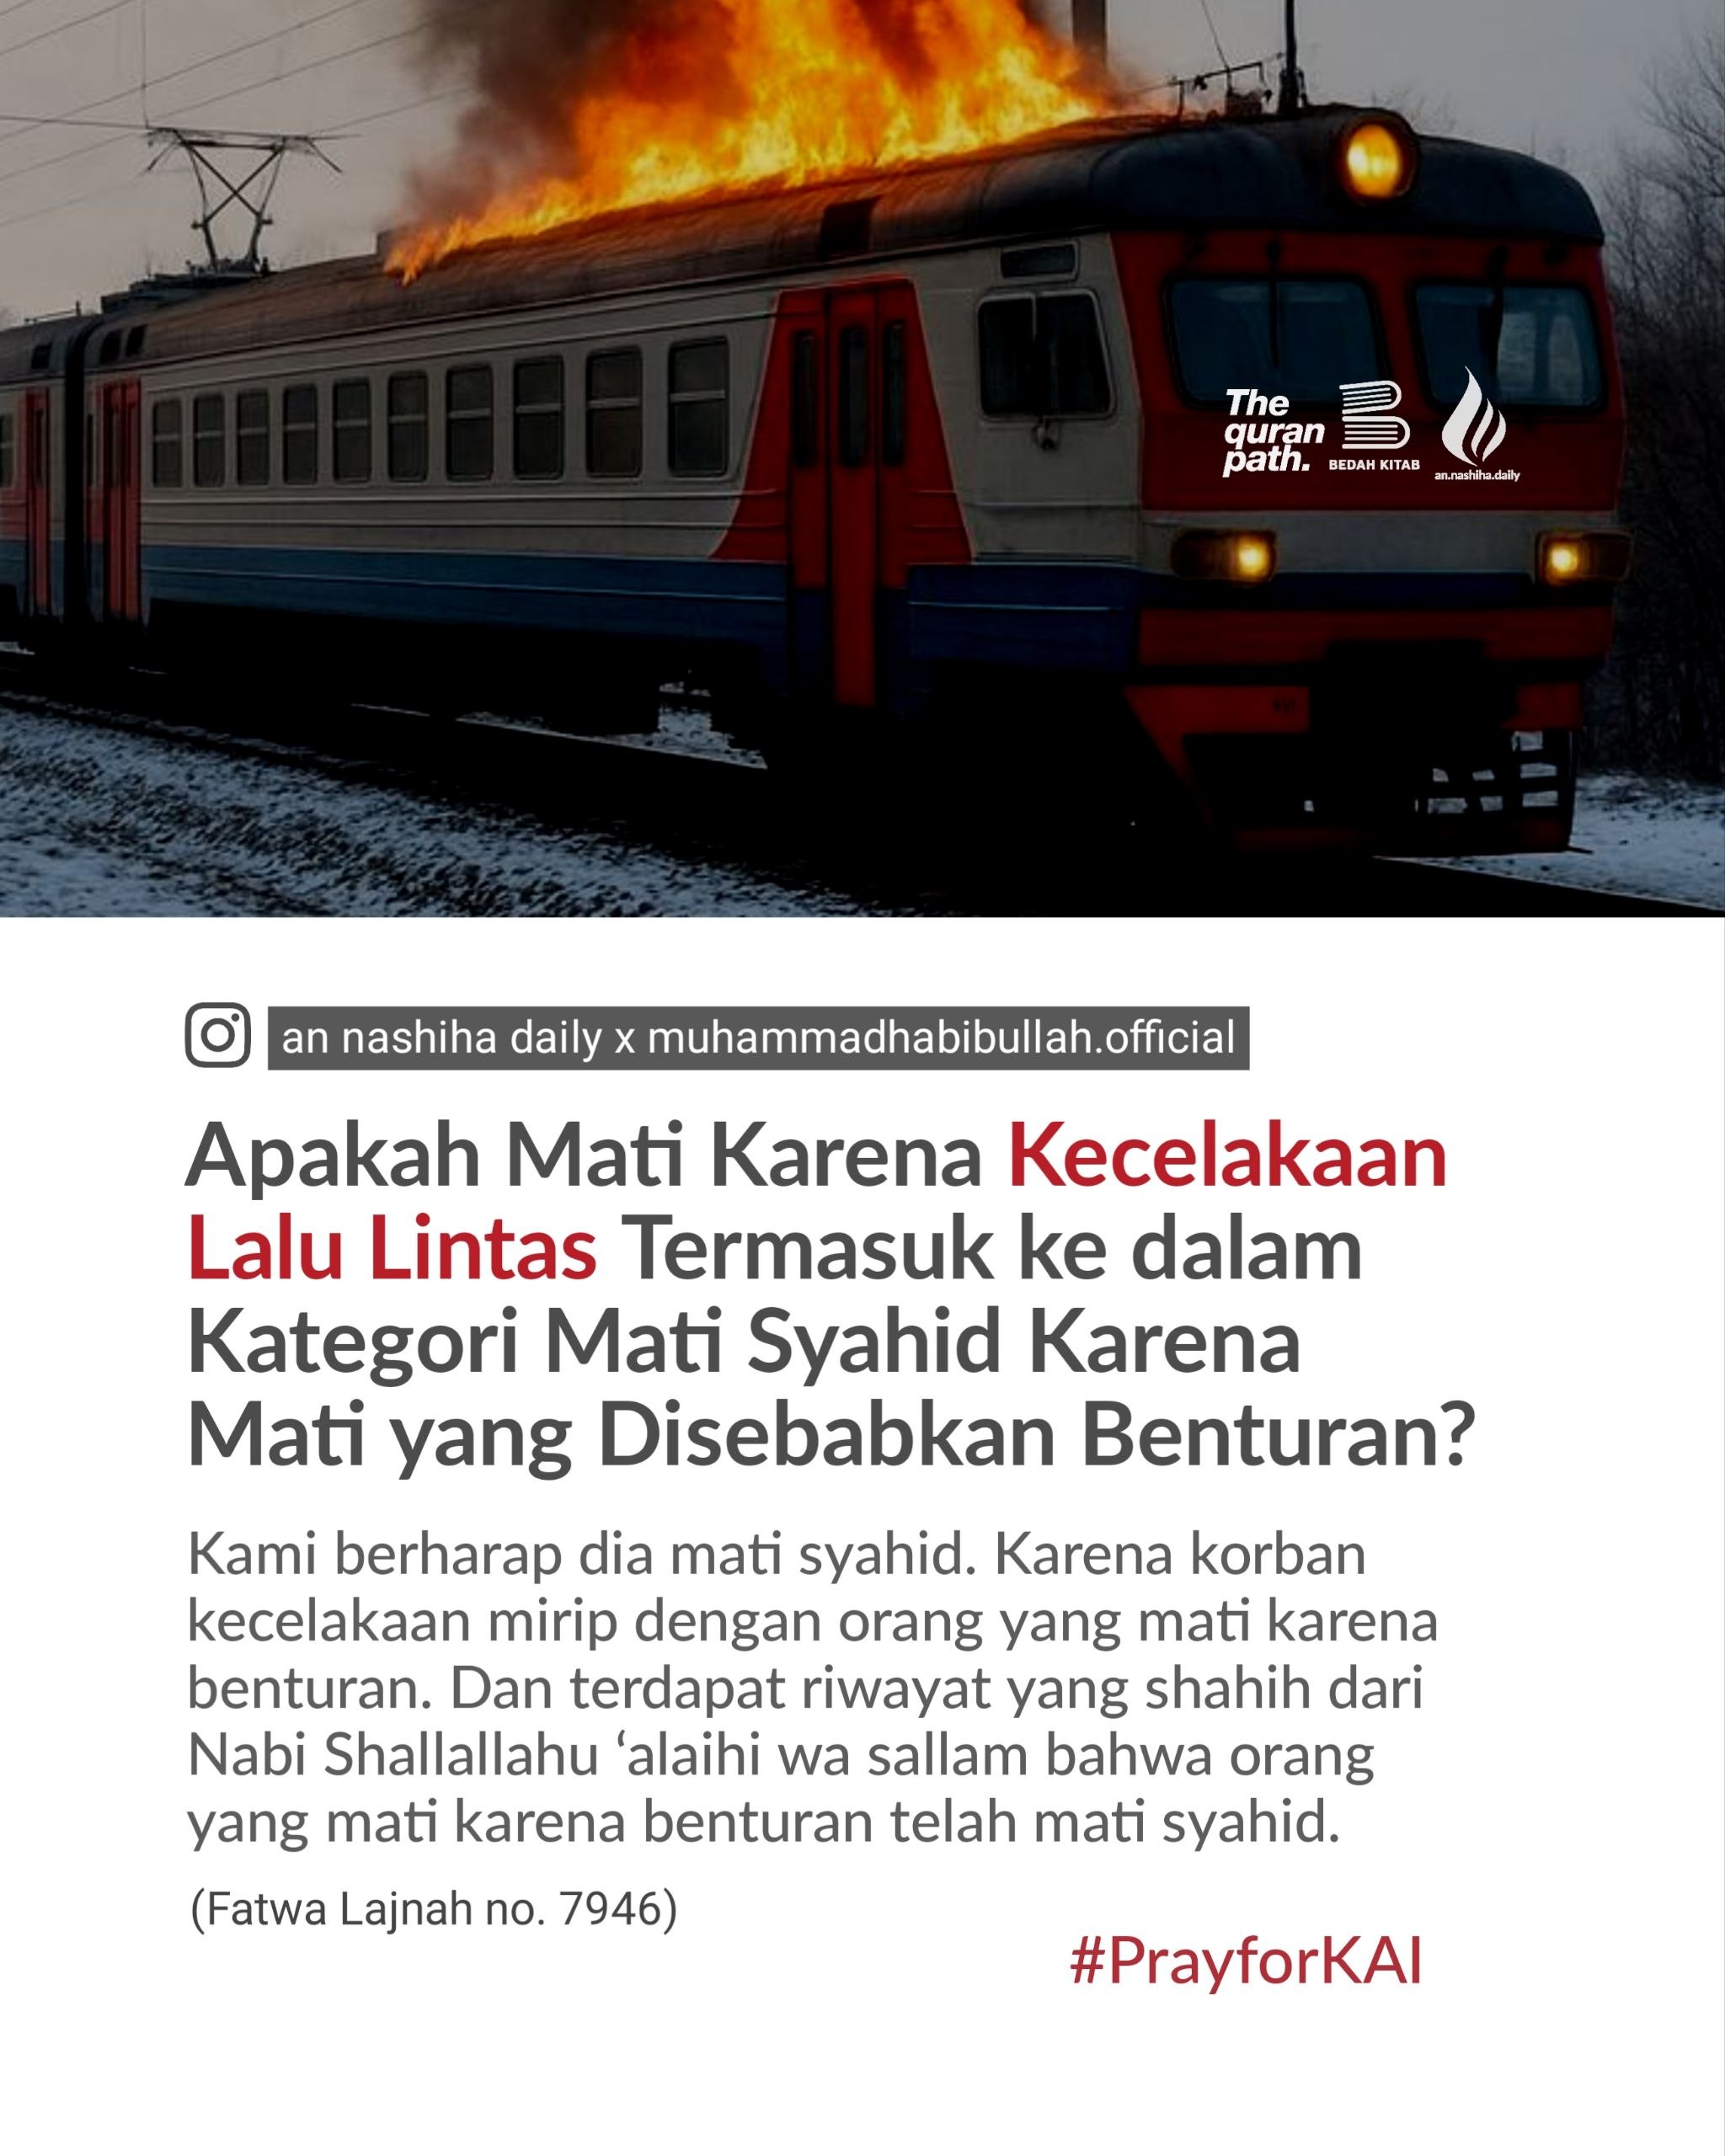 The
quran
path.
BEDAH KITAB
an.nashiha.daily
an nashiha daily x muhammadhabibullah.official
Apakah Mati Karena Kecelakaan
Lalu Lintas Termasuk ke dalam
Kategori Mati Syahid Karena
Mati yang Disebabkan Benturan?
Kami berharap dia mati syahid. Karena korban
kecelakaan mirip dengan orang yang mati karena
benturan. Dan terdapat riwayat yang shahih dari
Nabi Shallallahu ‘alaihi wa sallam bahwa orang
yang mati karena benturan telah mati syahid.
(Fatwa Lajnah no. 7946)
#PrayforKAI